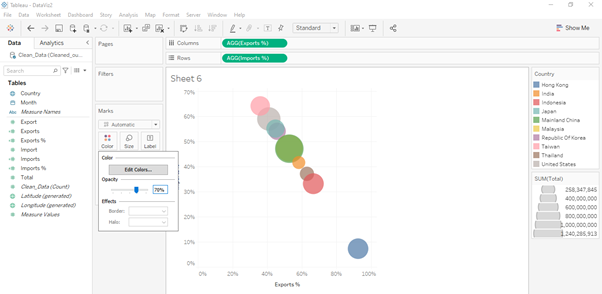 Tableau - DataViz2
File Data Worksheet Dashboard Story Analysis Map Format Server Window Help
Standard
Show Me
Data Analytics
Clean_Data (Cleaned_ou...
Search
Tables
Country
Month
Measure Names
Export
Exports
Exports %
Import
Imports
Imports %
Total
Clean_Data (Count)
Latitude (generated)
Longitude (generated)
Measure Values
Pages
Filters
Marks
Automatic
Color Size Label
Color
Edit Colors...
Opacity
70%
Effects
Border:
Halo:
Columns AGG(Exports %)
Rows AGG(Imports %)
Sheet 6
70%
60%
50%
40%
30%
20%
10%
0%
0% 20% 40% 60% 80% 100%
Exports %
Country
Hong Kong
India
Indonesia
Japan
Mainland China
Malaysia
Republic Of Korea
Taiwan
Thailand
United States
SUM(Total)
258,347,845
400,000,000
600,000,000
800,000,000
1,000,000,000
1,240,285,913